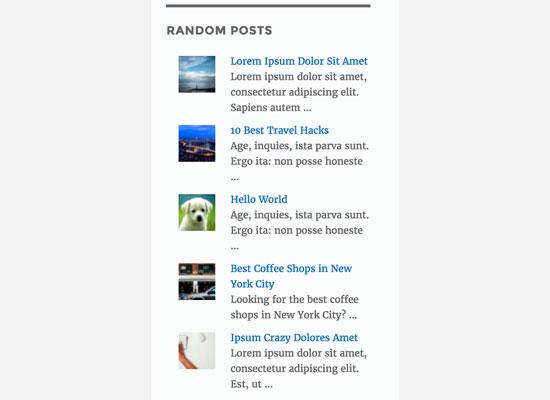 RANDOM POSTS
Lorem Ipsum Dolor Sit Amet
Lorem ipsum dolor sit amet,
consectetur adipiscing elit.
Sapiens autem ...
10 Best Travel Hacks
Age, inquies, ista parva sunt.
Ergo ita: non posse honeste
...
Hello World
Age, inquies, ista parva sunt.
Ergo ita: non posse honeste
...
Best Coffee Shops in New
York City
Looking for the best coffee
shops in New York City? ...
Ipsum Crazy Dolores Amet
Lorem ipsum dolor sit amet,
consectetur adipiscing elit.
Est, ut ...